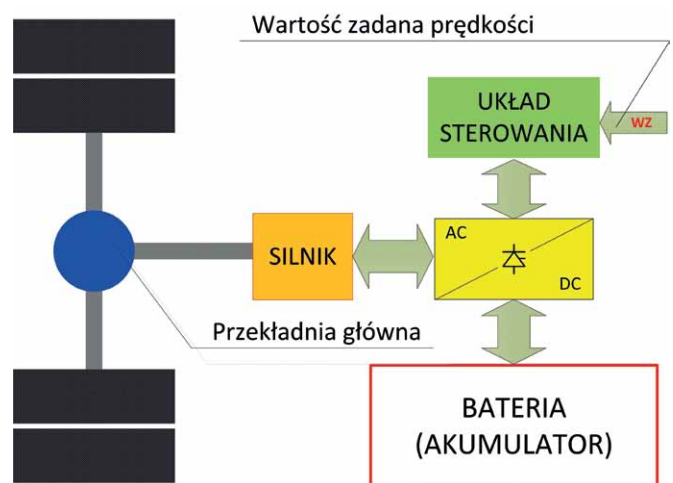 Wartość zadana prędkości
UKŁAD
STEROWANIA
WZ
AC
SILNIK
DC
Przekładnia główna
BATERIA
(AKUMULATOR)